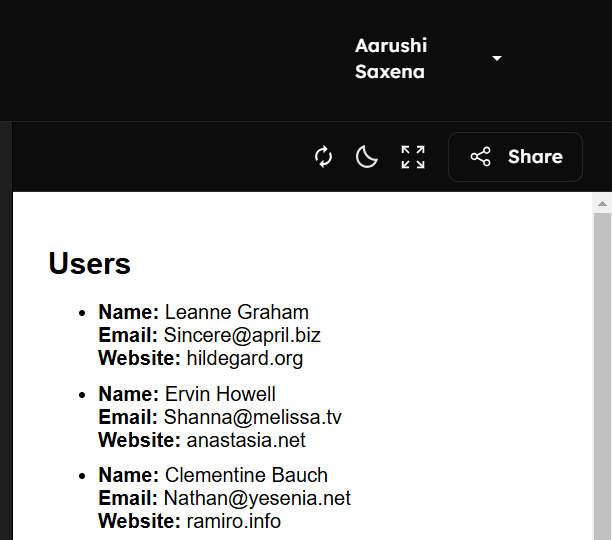 Aarushi
Saxena
Share
Users
Name: Leanne Graham
Email: Sincere@april.biz
Website: hildegard.org
Name: Ervin Howell
Email: Shanna@melissa.tv
Website: anastasia.net
Name: Clementine Bauch
Email: Nathan@yesenia.net
Website: ramiro.info